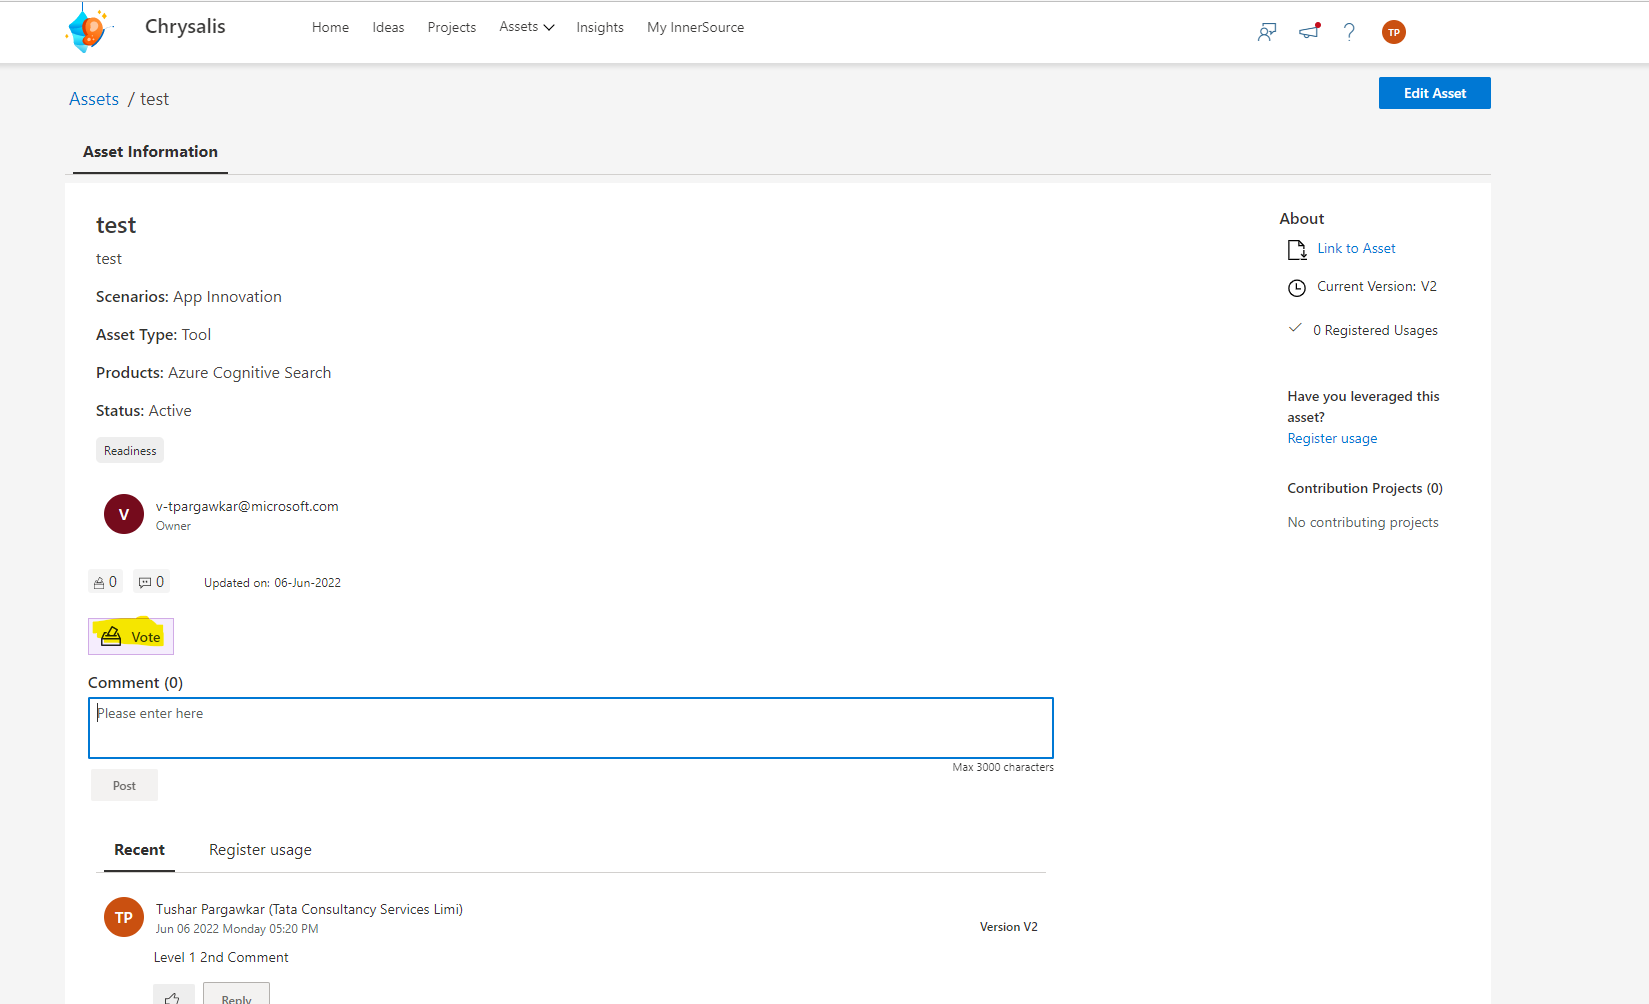 Chrysalis
Home Ideas Projects Assets Insights My InnerSource
TP
Assets / test
Edit Asset
Asset Information
test
test
Scenarios: App Innovation
Asset Type: Tool
Products: Azure Cognitive Search
Status: Active
Readiness
V
v-tpargawkar@microsoft.com
Owner
0 0 Updated on: 06-Jun-2022
Vote
Comment (0)
Please enter here
Max 3000 characters
Post
Recent Register usage
TP
Tushar Pargawkar (Tata Consultancy Services Limi)
Jun 06 2022 Monday 05:20 PM
Version V2
Level 1 2nd Comment
Reply
About
Link to Asset
Current Version: V2
0 Registered Usages
Have you leveraged this
asset?
Register usage
Contribution Projects (0)
No contributing projects